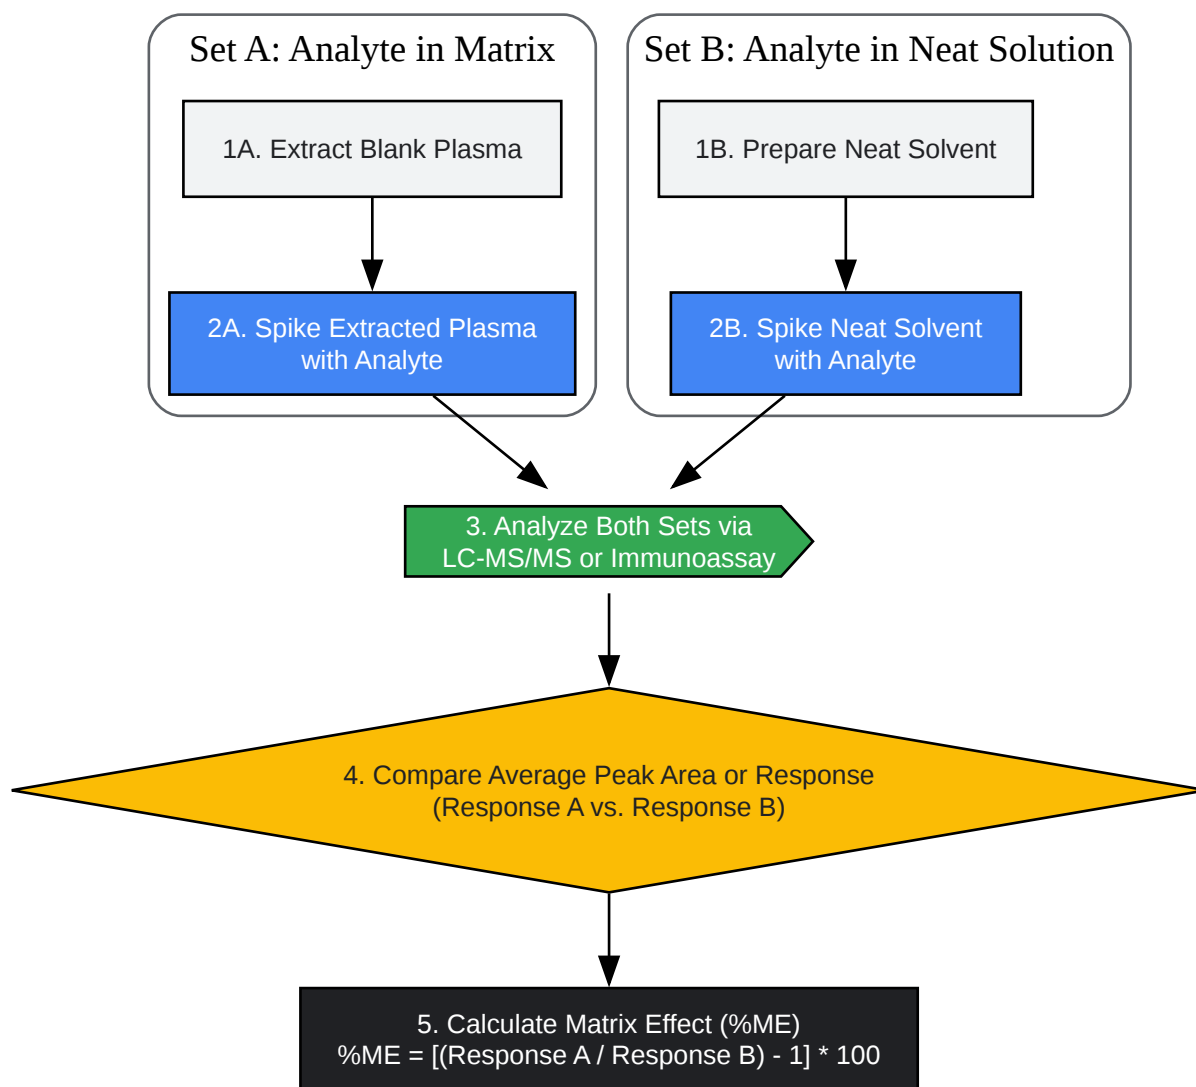 Set A: Analyte in Matrix
1A. Extract Blank Plasma
2A. Spike Extracted Plasma
with Analyte
Set B: Analyte in Neat Solution
1B. Prepare Neat Solvent
2B. Spike Neat Solvent
with Analyte
3. Analyze Both Sets via
LC-MS/MS or Immunoassay
4. Compare Average Peak Area or Response
(Response A vs. Response B)
5. Calculate Matrix Effect (%ME)
%ME = [(Response A / Response B) - 1] * 100